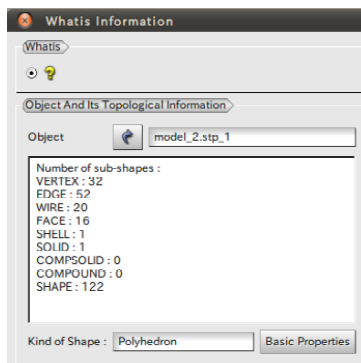 Whatis Information
Whatis
Object And Its Topological Information
Object model_2.stp_1
Number of sub-shapes :
VERTEX : 32
EDGE : 52
WIRE : 20
FACE : 16
SHELL : 1
SOLID : 1
COMPSOLID : 0
COMPOUND : 0
SHAPE : 122
Kind of Shape : Polyhedron Basic Properties